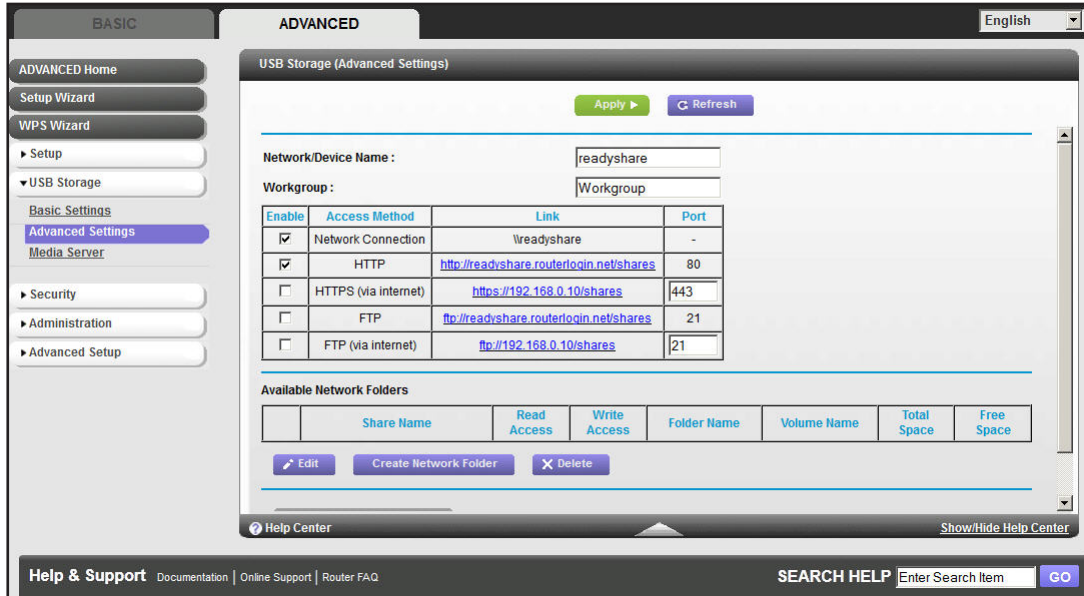 BASIC
ADVANCED
English
ADVANCED Home
Setup Wizard
WPS Wizard
Setup
USB Storage
Basic Settings
Advanced Settings
Media Server
Security
Administration
Advanced Setup
USB Storage (Advanced Settings)
Apply
Refresh
Network/Device Name : readyshare
Workgroup : Workgroup
Enable Access Method Link Port
Network Connection \\readyshare -
HTTP http://readyshare.routerlogin.net/shares 80
HTTPS (via internet) https://192.168.0.10/shares 443
FTP ftp://readyshare.routerlogin.net/shares 21
FTP (via internet) ftp://192.168.0.10/shares 21
Available Network Folders
Share Name Read Access Write Access Folder Name Volume Name Total Space Free Space
Edit Create Network Folder Delete
Help Center
Show/Hide Help Center
Help & Support Documentation | Online Support | Router FAQ
SEARCH HELP Enter Search Item GO